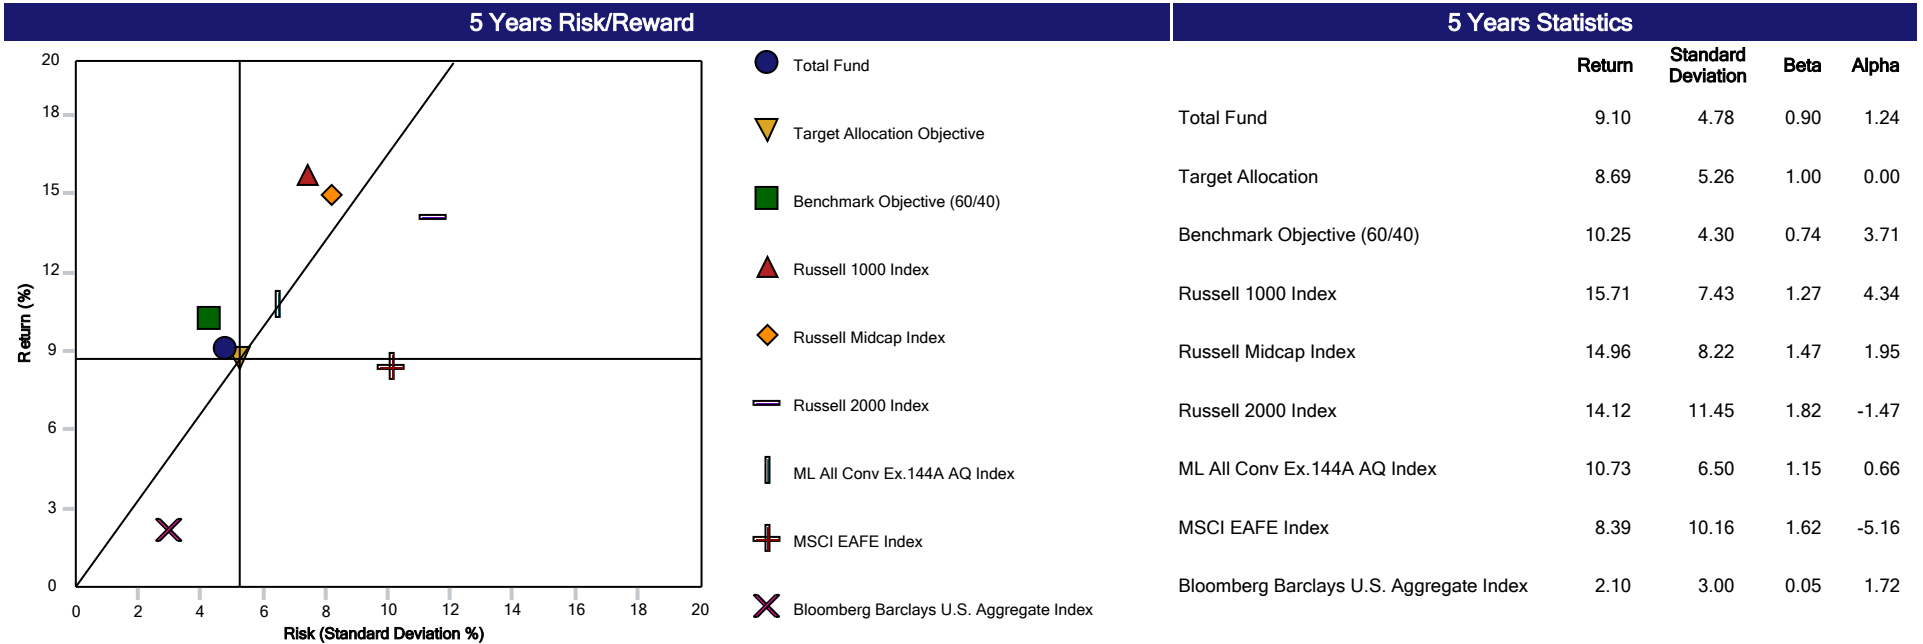 5 Years Risk/Reward
20
18
15
12
9
6
3
0
Return (%)
0 2 4 6 8 10 12 14 16 18 20
Risk (Standard Deviation %)
Total Fund
Target Allocation Objective
Benchmark Objective (60/40)
Russell 1000 Index
Russell Midcap Index
Russell 2000 Index
ML All Conv Ex.144A AQ Index
MSCI EAFE Index
Bloomberg Barclays U.S. Aggregate Index
5 Years Statistics
Return Standard Deviation Beta Alpha
Total Fund 9.10 4.78 0.90 1.24
Target Allocation 8.69 5.26 1.00 0.00
Benchmark Objective (60/40) 10.25 4.30 0.74 3.71
Russell 1000 Index 15.71 7.43 1.27 4.34
Russell Midcap Index 14.96 8.22 1.47 1.95
Russell 2000 Index 14.12 11.45 1.82 -1.47
ML All Conv Ex.144A AQ Index 10.73 6.50 1.15 0.66
MSCI EAFE Index 8.39 10.16 1.62 -5.16
Bloomberg Barclays U.S. Aggregate Index 2.10 3.00 0.05 1.72